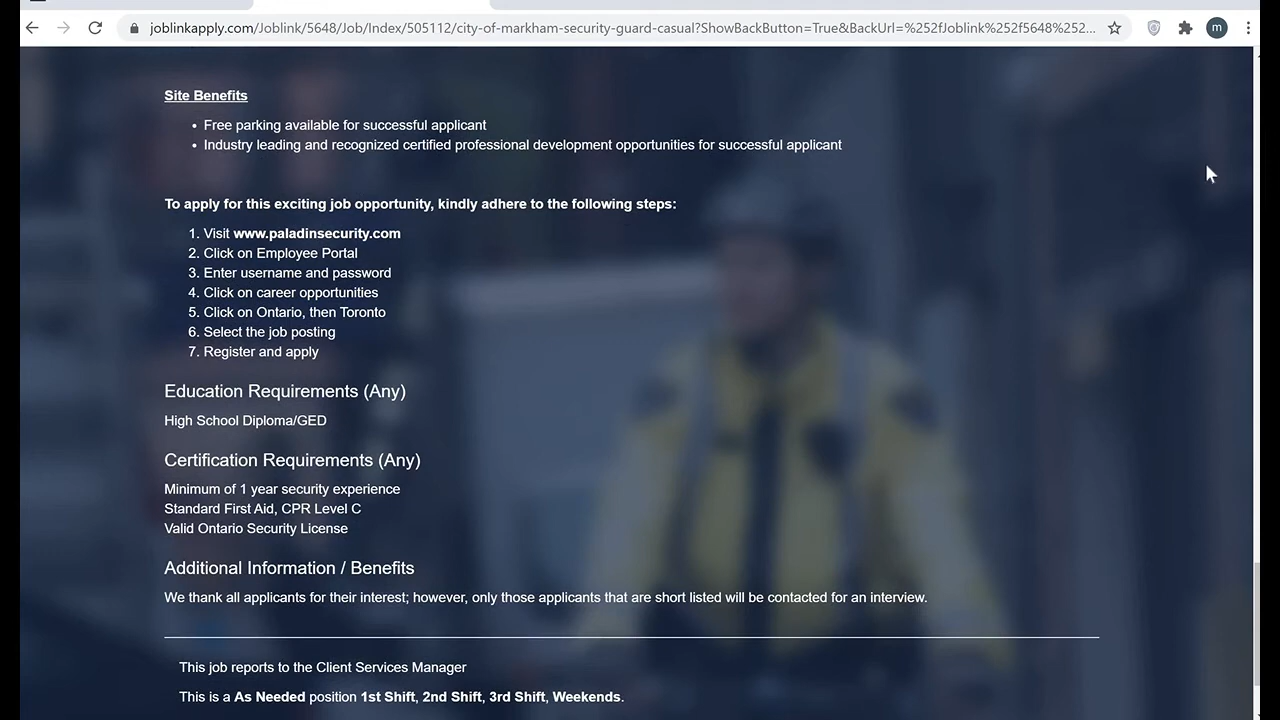 joblinkapply.com/Joblink/5648/Job/Index/505112/city-of-markham-security-guard-casual?ShowBackButton=True&BackUrl=%252fJoblink%252f5648%252...
m
Site Benefits
• Free parking available for successful applicant
• Industry leading and recognized certified professional development opportunities for successful applicant
To apply for this exciting job opportunity, kindly adhere to the following steps:
1. Visit www.paladinsecurity.com
2. Click on Employee Portal
3. Enter username and password
4. Click on career opportunities
5. Click on Ontario, then Toronto
6. Select the job posting
7. Register and apply
Education Requirements (Any)
High School Diploma/GED
Certification Requirements (Any)
Minimum of 1 year security experience
Standard First Aid, CPR Level C
Valid Ontario Security License
Additional Information / Benefits
We thank all applicants for their interest; however, only those applicants that are short listed will be contacted for an interview.
This job reports to the Client Services Manager
This is a As Needed position 1st Shift, 2nd Shift, 3rd Shift, Weekends.